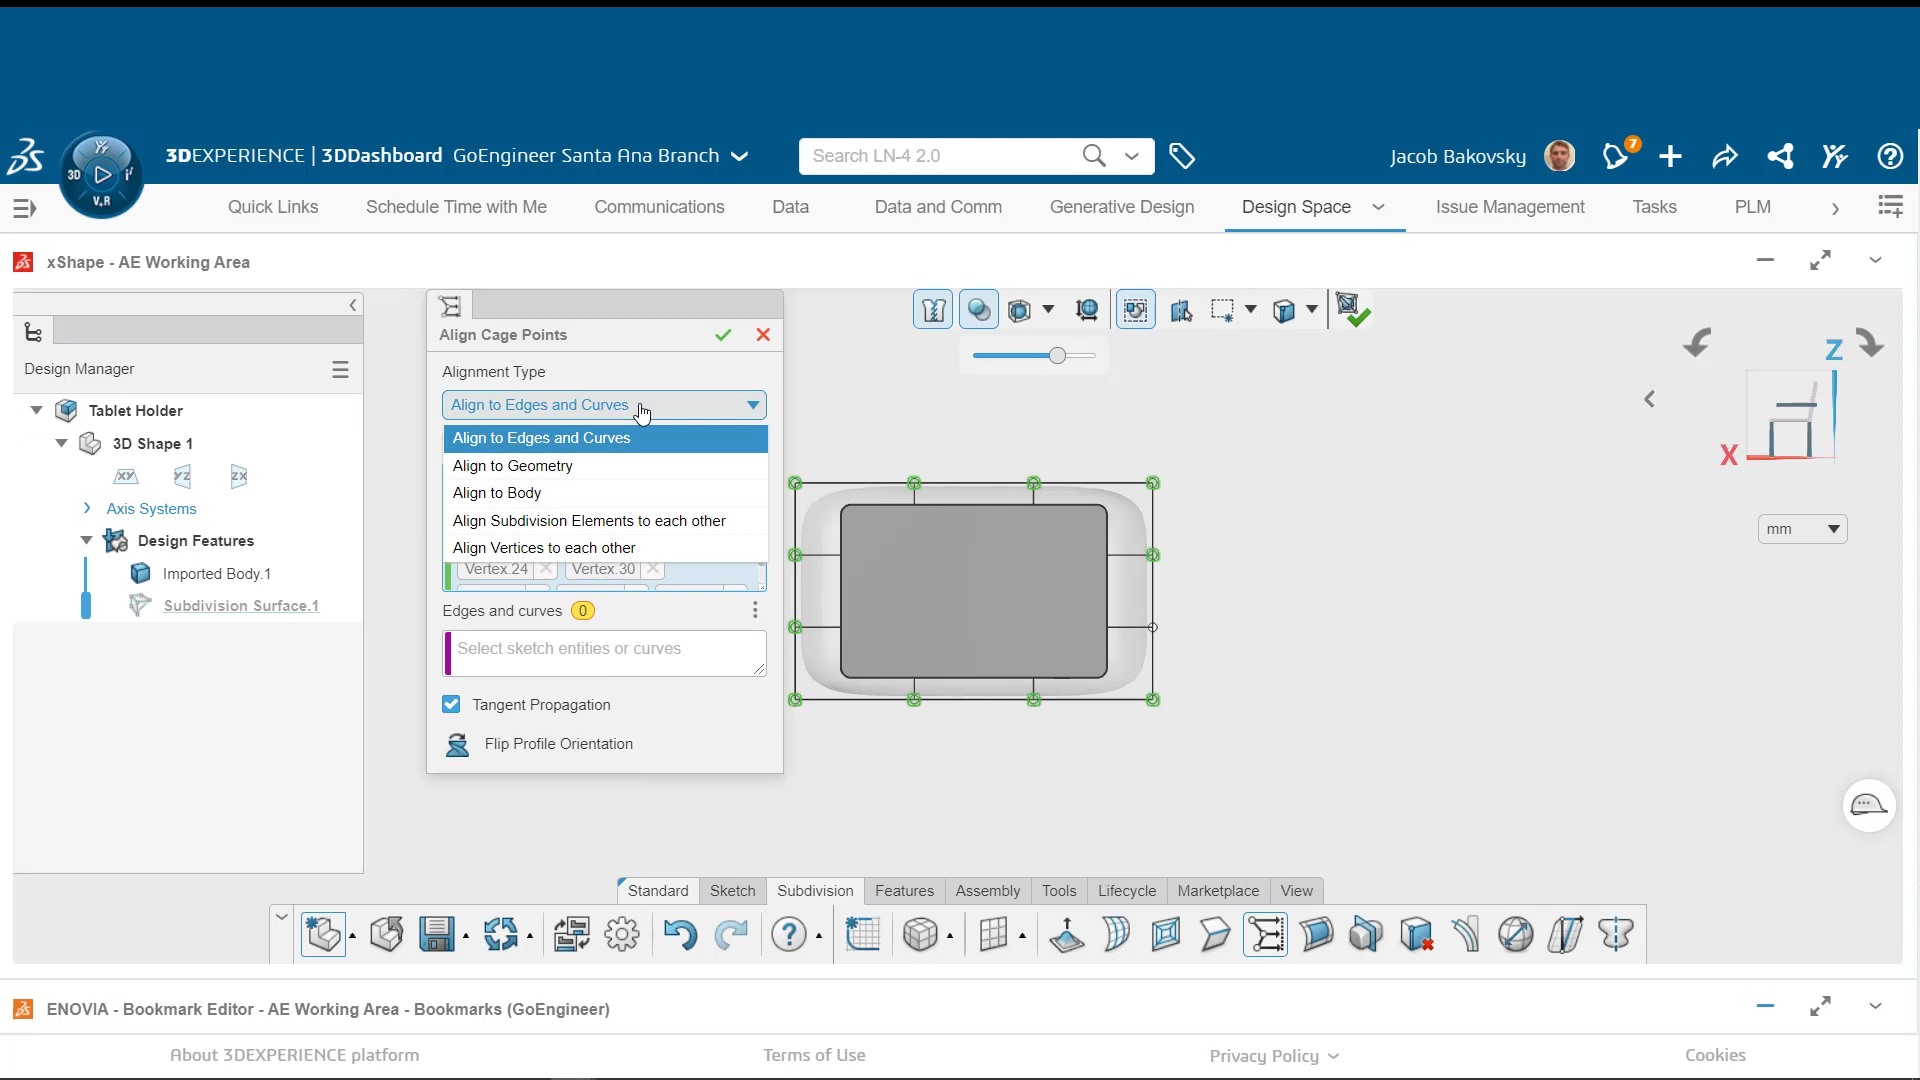 3DEXPERIENCE | 3DDashboard GoEngineer Santa Ana Branch
3D
V.R
Search LN-4 2.0
Jacob Bakovsky
7
Quick Links
Schedule Time with Me
Communications
Data
Data and Comm
Generative Design
Design Space
Issue Management
Tasks
PLM
xShape - AE Working Area
Design Manager
Tablet Holder
3D Shape 1
XY
YZ
ZX
Axis Systems
Design Features
Imported Body.1
Subdivision Surface.1
Align Cage Points
Alignment Type
Align to Edges and Curves
Align to Edges and Curves
Align to Geometry
Align to Body
Align Subdivision Elements to each other
Align Vertices to each other
Vertex.24
Vertex.30
Edges and curves 0
Select sketch entities or curves
Tangent Propagation
Flip Profile Orientation
Z
X
mm
Standard
Sketch
Subdivision
Features
Assembly
Tools
Lifecycle
Marketplace
View
ENOVIA - Bookmark Editor - AE Working Area - Bookmarks (GoEngineer)
About 3DEXPERIENCE platform
Terms of Use
Privacy Policy
Cookies